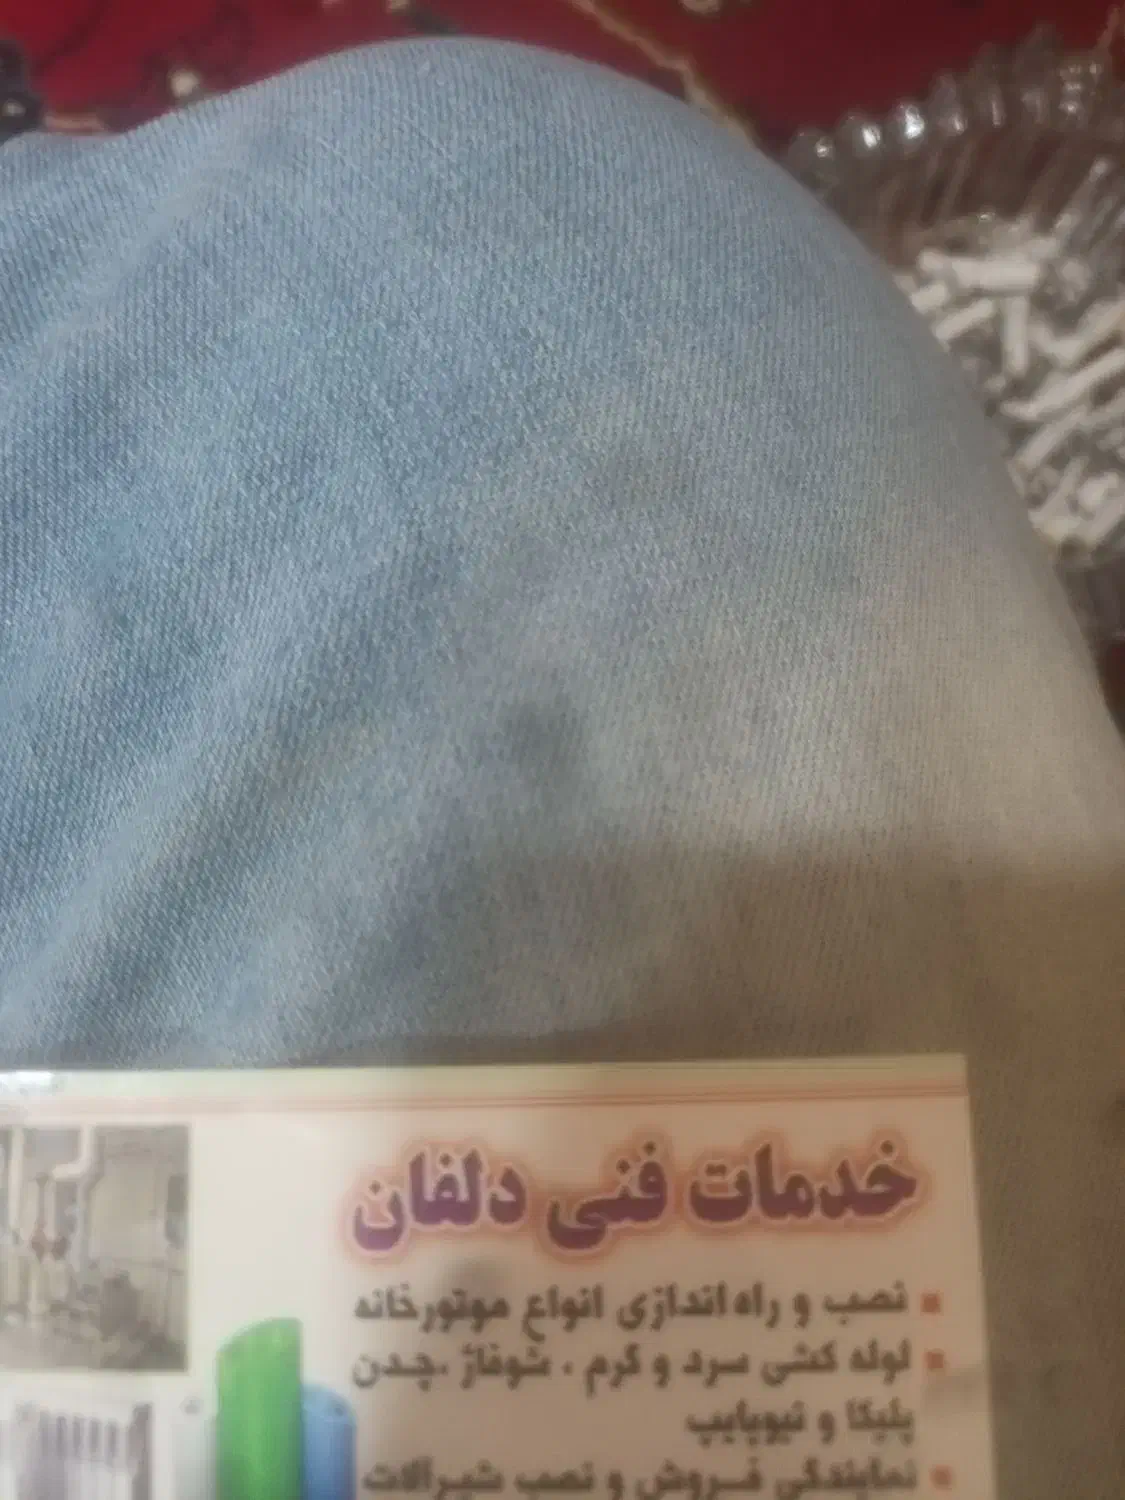 خدمات فنی دلفان
نصب و راه اندازی انواع موتورخانه
لوله کشی سرد و گرم ، شوفاژ ،چدن
پلیکا و نیوپایپ
نمایندگی فروش و نصب شیرآلات